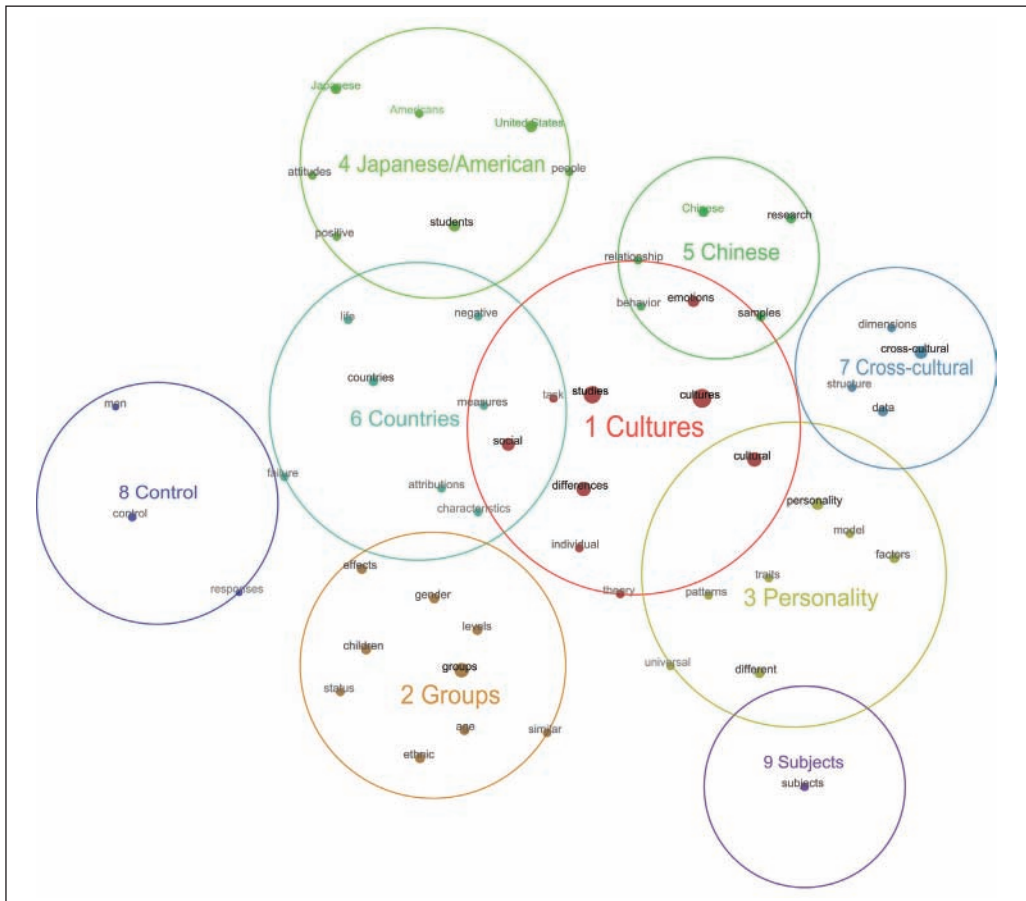 Japanese
Americans
United States
4 Japanese/American
attitudes
people
positive
students
Chinese
research
5 Chinese
relationship
behavior
emotions
samples
life
negative
countries
measures
6 Countries
social
failure
attributions
characteristics
task
studies
cultures
1 Cultures
differences
cultural
individual
theory
dimensions
cross-cultural
7 Cross-cultural
structure
data
men
8 Control
control
responses
personality
model
factors
traits
patterns
3 Personality
universal
different
effects
gender
levels
children
groups
status
2 Groups
age
similar
ethnic
9 Subjects
subjects